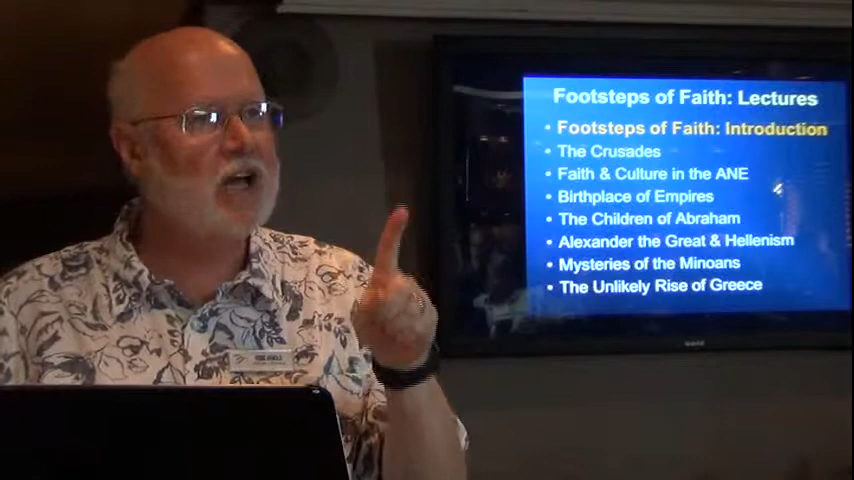 Footsteps of Faith: Lectures
• Footsteps of Faith: Introduction
• The Crusades
• Faith & Culture in the ANE
• Birthplace of Empires
• The Children of Abraham
• Alexander the Great & Hellenism
• Mysteries of the Minoans
• The Unlikely Rise of Greece